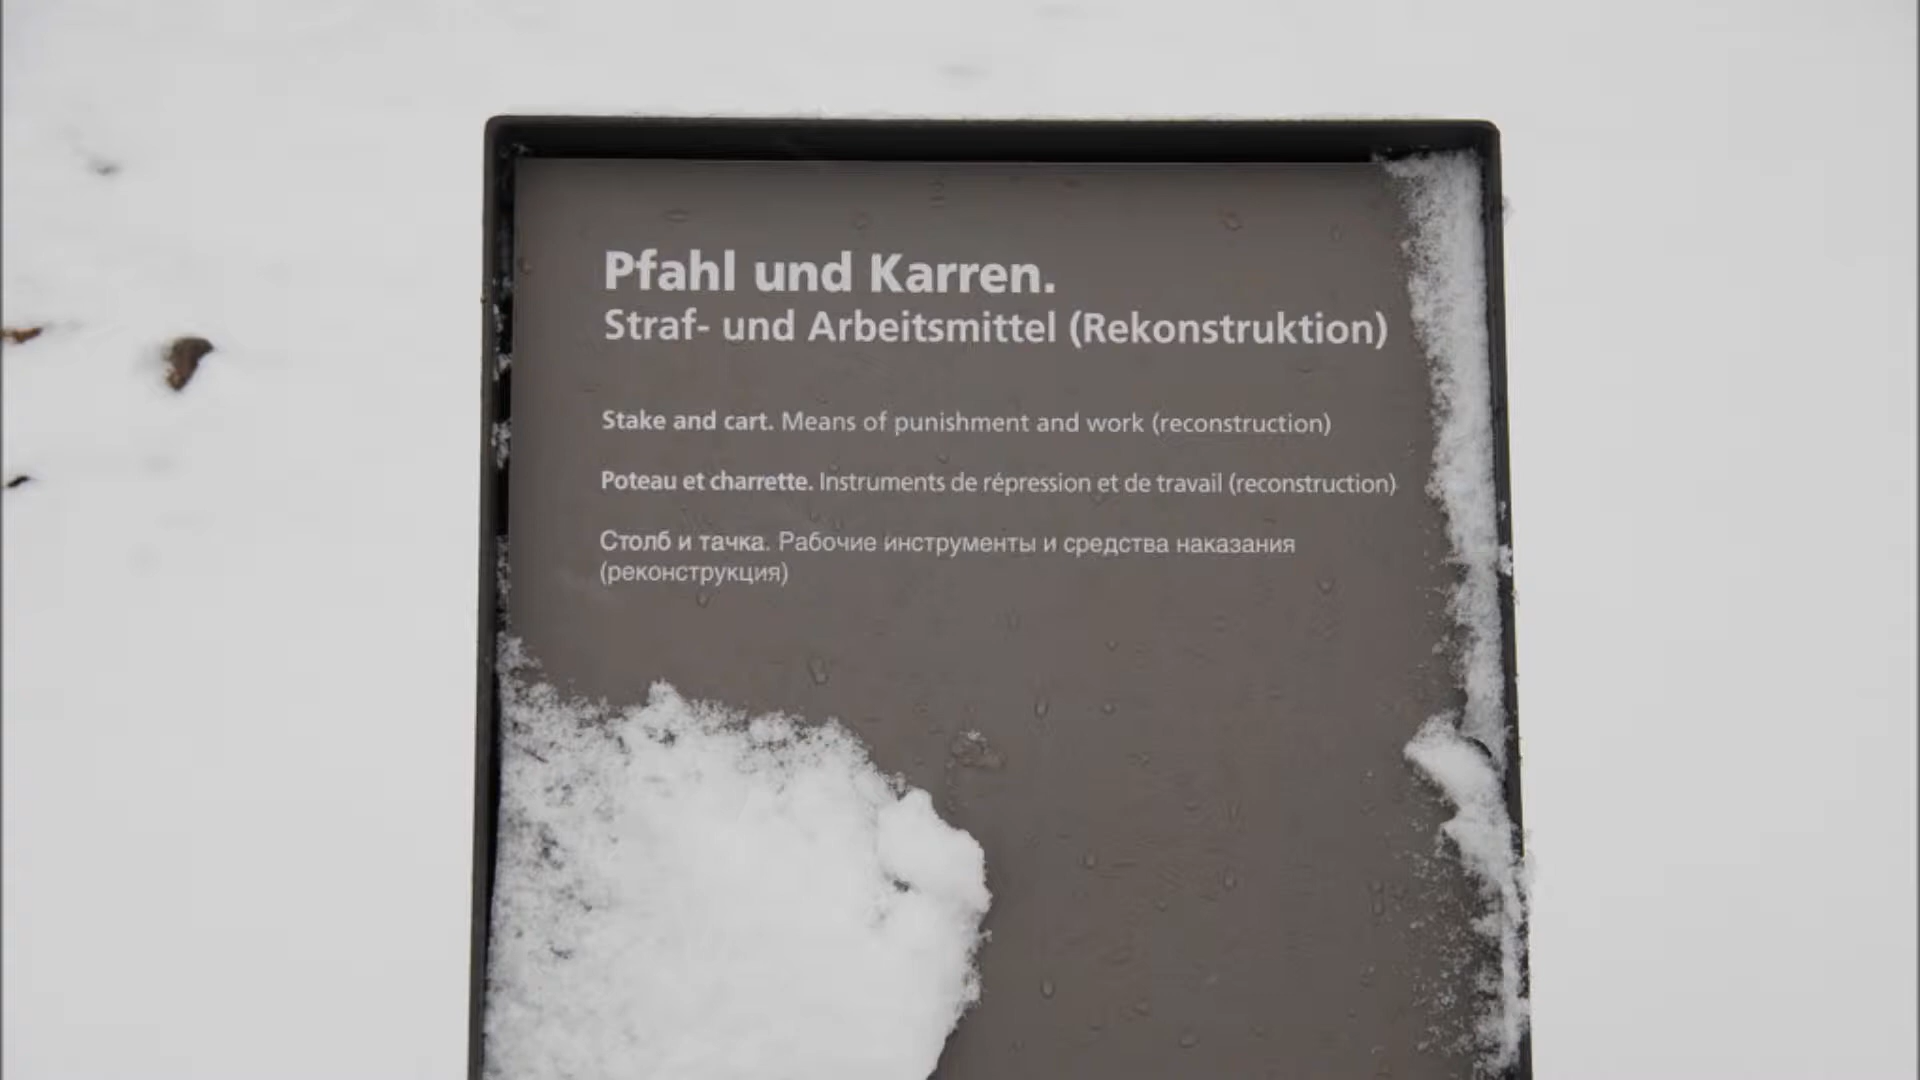 Pfahl und Karren.
Straf- und Arbeitsmittel (Rekonstruktion)
Stake and cart. Means of punishment and work (reconstruction)
Poteau et charrette. Instruments de répression et de travail (reconstruction)
Столб и тачка. Рабочие инструменты и средства наказания
(реконструкция)